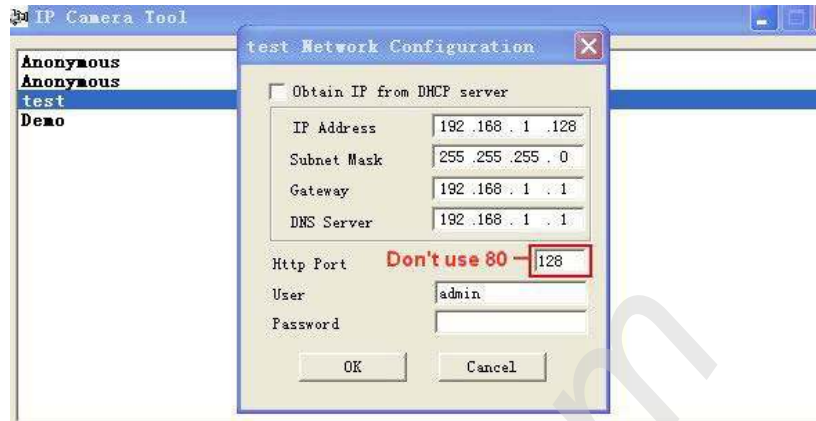 IP Camera Tool
Anonymous
Anonymous
test
Demo
test Network Configuration
Obtain IP from DHCP server
IP Address 192 .168 . 1 .128
Subnet Mask 255 .255 .255 . 0
Gateway 192 .168 . 1 . 1
DNS Server 192 .168 . 1 . 1
Http Port Don't use 80 128
User admin
Password
OK Cancel